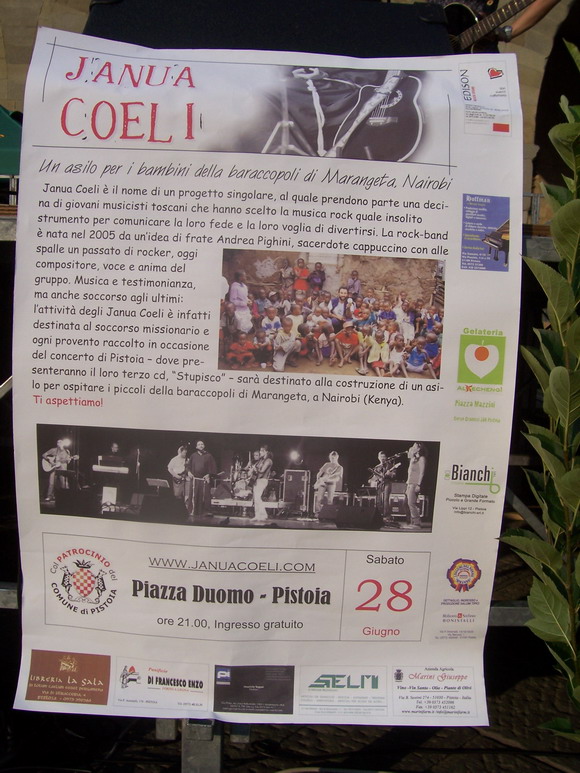 JANUA
COELI
Un asilo per i bambini della baraccopoli di Marangeta, Nairobi
Janua Coeli è il nome di un progetto singolare, al quale prendono parte una deci-
na di giovani musicisti toscani che hanno scelto la musica rock quale insolito
strumento per comunicare la loro fede e la loro voglia di divertirsi. La rock-band
è nata nel 2005 da un'idea di frate Andrea Pighini, sacerdote cappuccino con alle
spalle un passato di rocker, oggi
compositore, voce e anima del
gruppo. Musica e testimonianza,
ma anche soccorso agli ultimi:
l'attività degli Janua Coeli è infatti
destinata al soccorso missionario e
ogni provento raccolto in occasione
del concerto di Pistoia – dove pre-
senteranno il loro terzo cd, "Stupisco" – sarà destinato alla costruzione di un asi-
lo per ospitare i piccoli della baraccopoli di Marangeta, a Nairobi (Kenya).
Ti aspettiamo!
Col PATROCINIO del
COMUNE di PISTOIA
WWW.JANUACOELI.COM
Piazza Duomo - Pistoia
ore 21.00, Ingresso gratuito
Sabato
28
Giugno
EDISON
Gelateria
Piazza Mazzini
Bianchi
Stampa Digitale
Piccolo e Grande Formato
LIBRERIA LA GALA
DI FRANCESCO ENZO
SELMI
Azienda Agricola
Marini Giuseppe